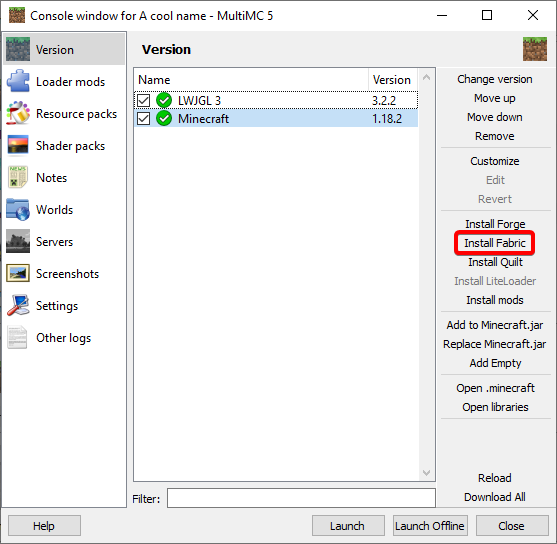 Console window for A cool name - MultiMC 5
Version
Loader mods
Resource packs
Shader packs
Notes
Worlds
Servers
Screenshots
Settings
Other logs
Version
Name Version
LWJGL 3 3.2.2
Minecraft 1.18.2
Filter:
Change version
Move up
Move down
Remove
Customize
Edit
Revert
Install Forge
Install Fabric
Install Quilt
Install LiteLoader
Install mods
Add to Minecraft.jar
Replace Minecraft.jar
Add Empty
Open .minecraft
Open libraries
Reload
Download All
Help Launch Launch Offline Close